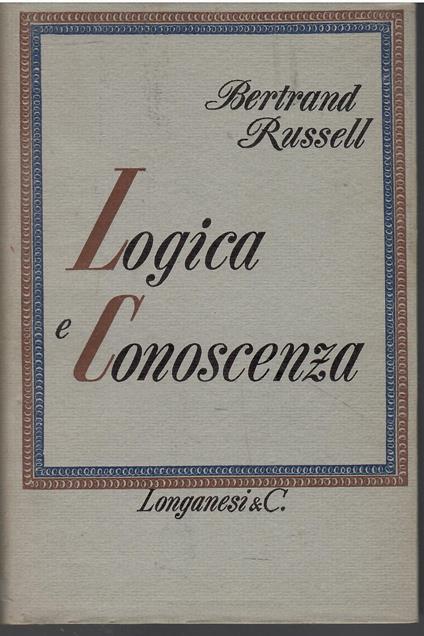 Bertrand
Russell
Logica
e Conoscenza
Longanesi & C.